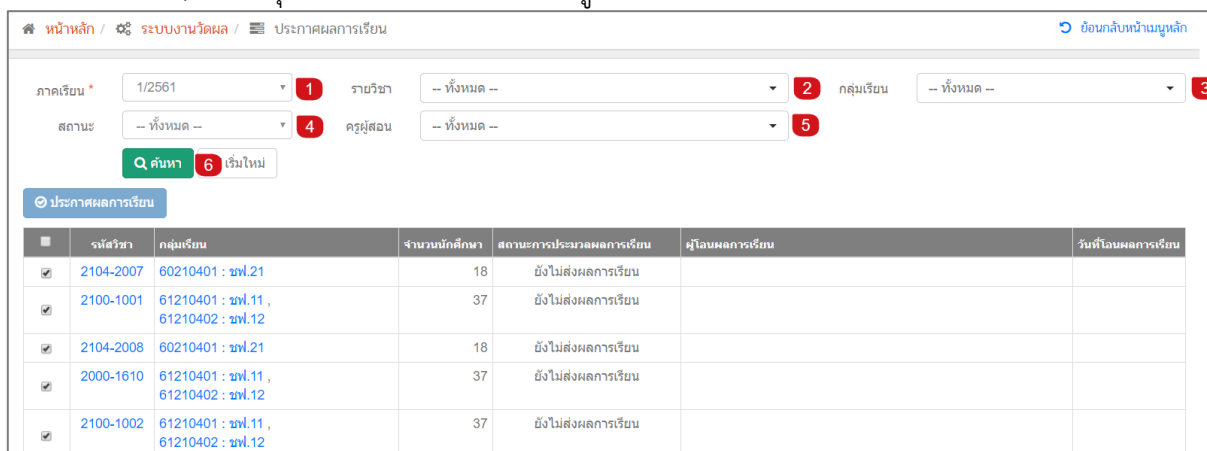 หน้าหลัก / ระบบงานวัดผล / ประกาศผลการเรียน ย้อนกลับหน้าเมนูหลัก
ภาคเรียน * 1/2561 1 รายวิชา -- ทั้งหมด -- 2 กลุ่มเรียน -- ทั้งหมด -- 3
สถานะ -- ทั้งหมด -- 4 ครูผู้สอน -- ทั้งหมด -- 5
ค้นหา 6 เริ่มใหม่
ประกาศผลการเรียน
รหัสวิชา กลุ่มเรียน จำนวนนักศึกษา สถานะการประมวลผลการเรียน ผู้โอนผลการเรียน วันที่โอนผลการเรียน
2104-2007 60210401 : ชฟ.21 18 ยังไม่ส่งผลการเรียน
2100-1001 61210401 : ชฟ.11 , 37 ยังไม่ส่งผลการเรียน
61210402 : ชฟ.12
2104-2008 60210401 : ชฟ.21 18 ยังไม่ส่งผลการเรียน
2000-1610 61210401 : ชฟ.11 , 37 ยังไม่ส่งผลการเรียน
61210402 : ชฟ.12
2100-1002 61210401 : ชฟ.11 , 37 ยังไม่ส่งผลการเรียน
61210402 : ชฟ.12